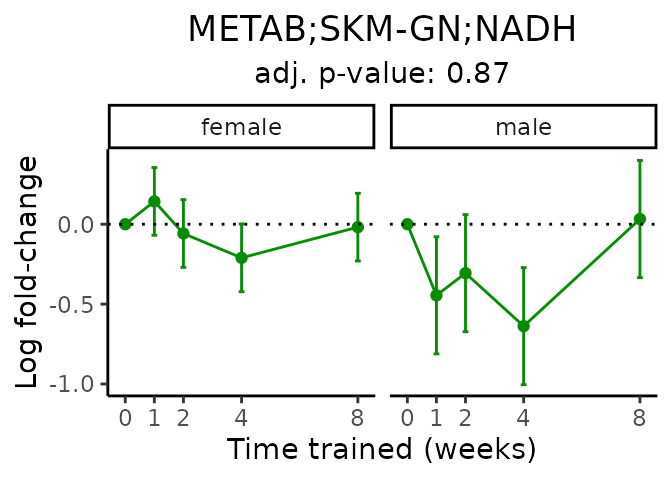 METAB;SKM-GN;NADH
adj. p-value: 0.87
female
male
Log fold-change
0.0
-0.5
-1.0
0 1 2 4 8
0 1 2 4 8
Time trained (weeks)